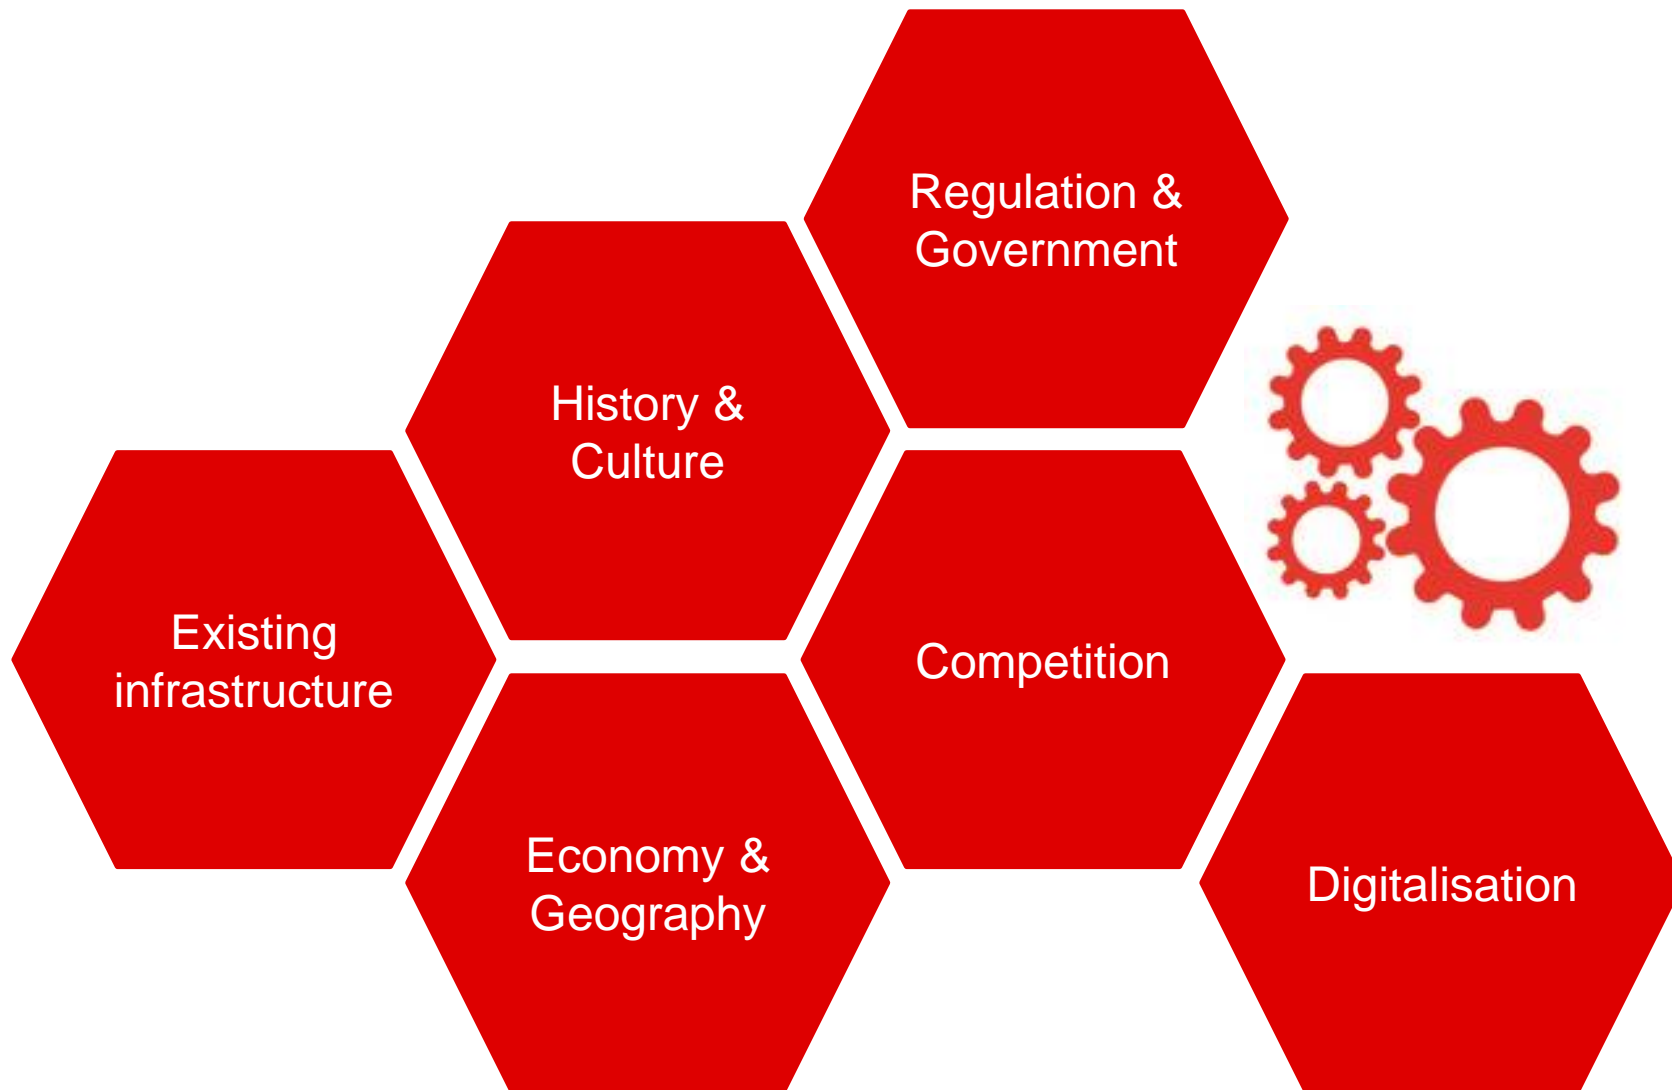 Regulation &
Government
History &
Culture
Existing
infrastructure
Competition
Economy &
Geography
Digitalisation